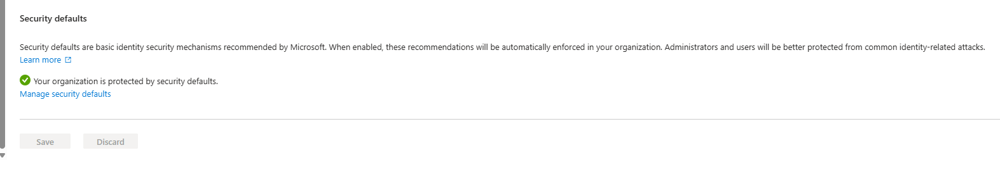 Security defaults
Security defaults are basic identity security mechanisms recommended by Microsoft. When enabled, these recommendations will be automatically enforced in your organization. Administrators and users will be better protected from common identity-related attacks.
Learn more
Your organization is protected by security defaults.
Manage security defaults
Save Discard